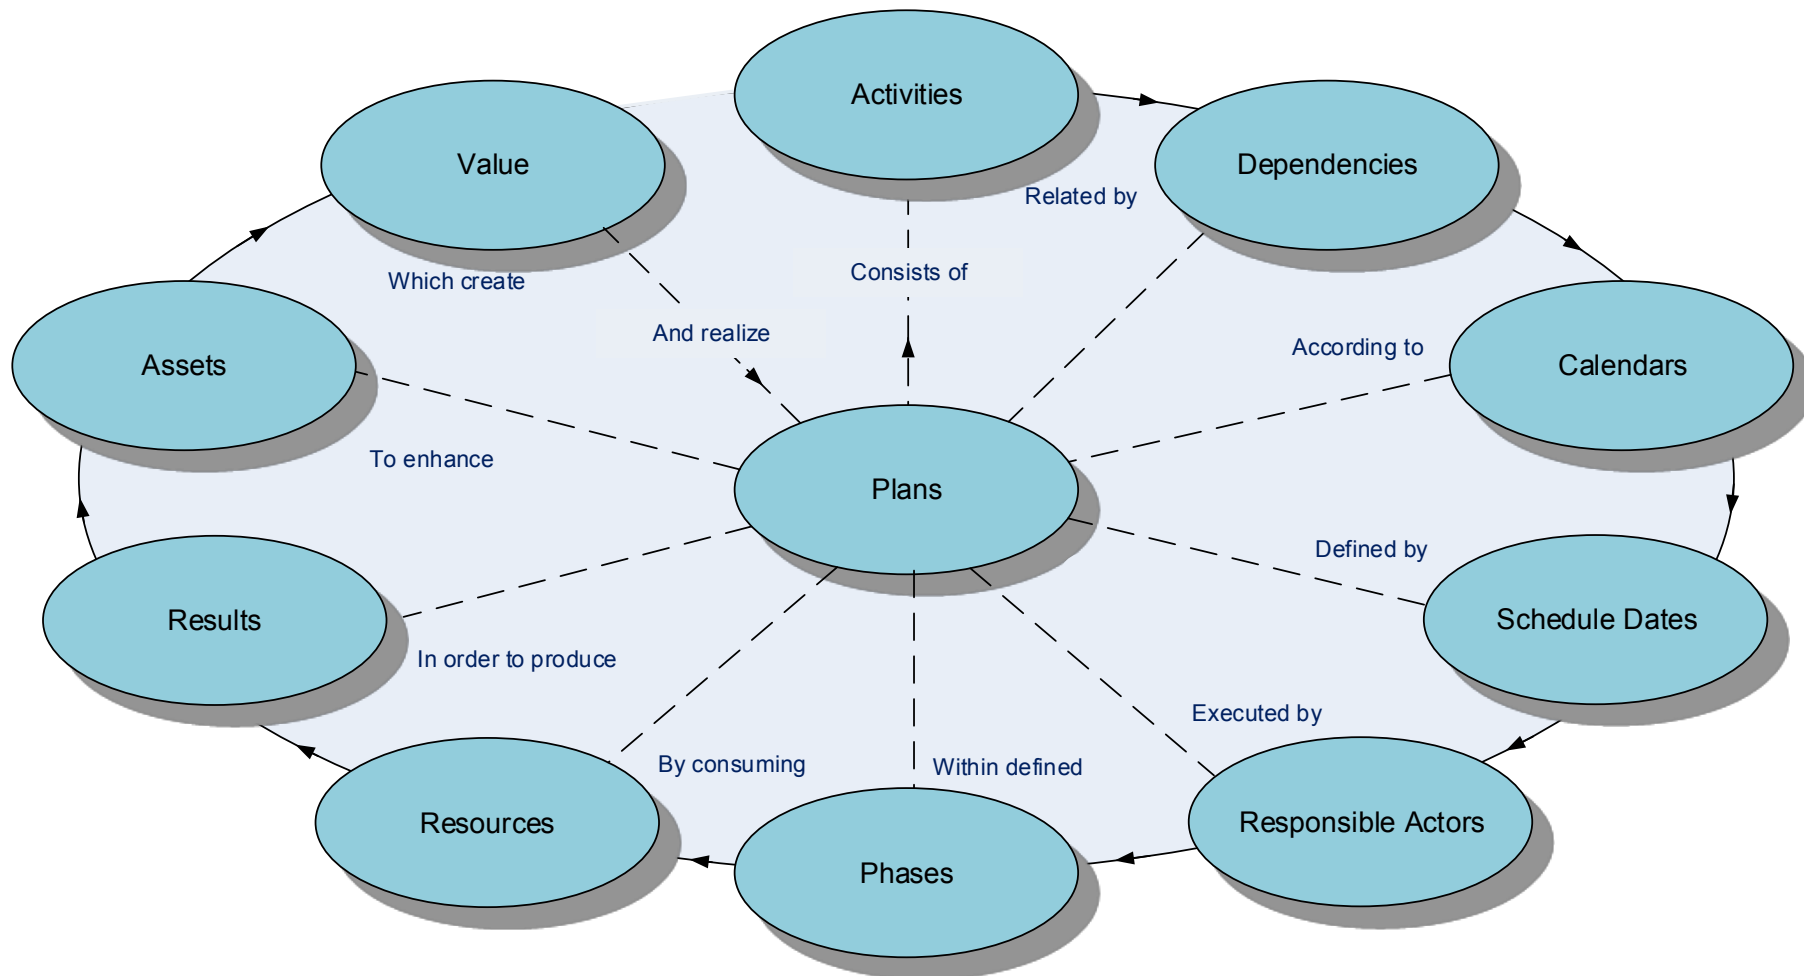 Activities
Value
Dependencies
Related by
Which create
Consists of
And realize
According to
Assets
Calendars
To enhance
Plans
Defined by
Results
Schedule Dates
In order to produce
Executed by
By consuming
Within defined
Resources
Responsible Actors
Phases